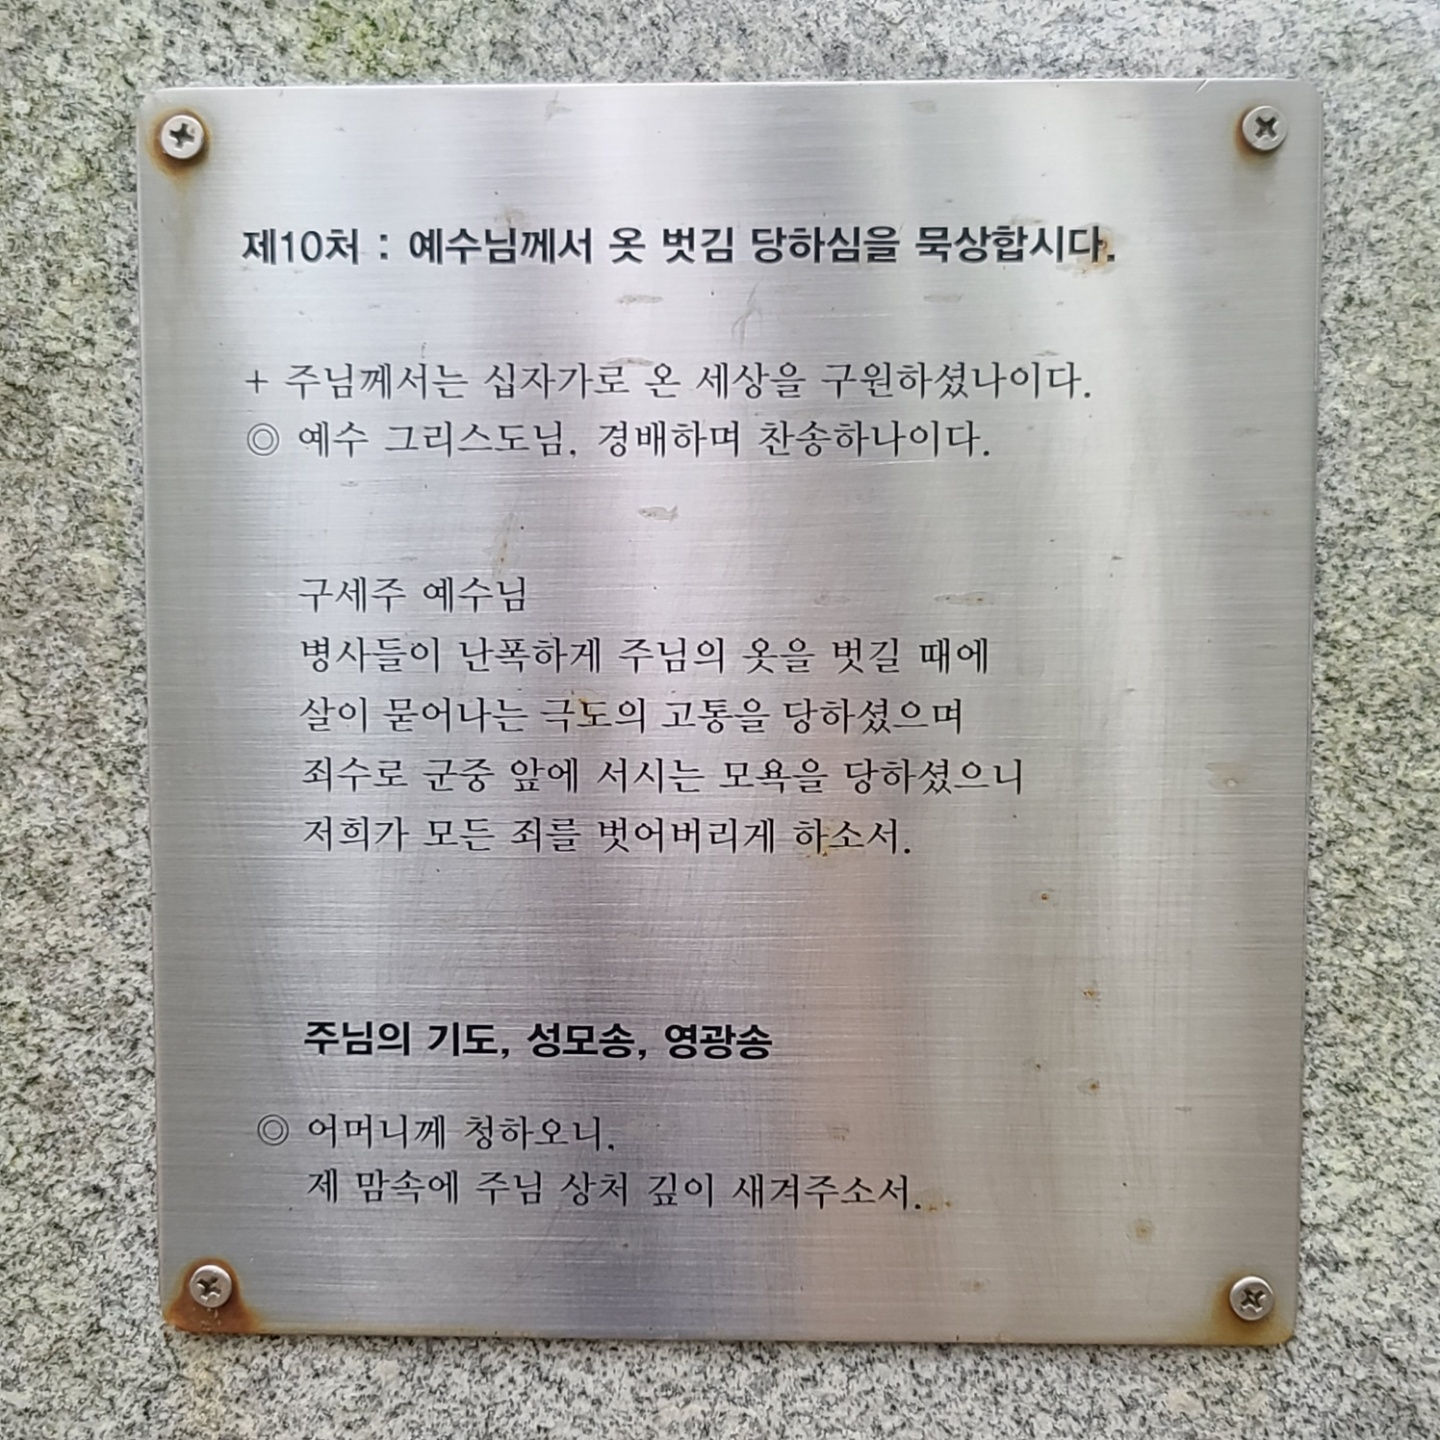 제10처 : 예수님께서 옷 벗김 당하심을 묵상합시다.
+ 주님께서는 십자가로 온 세상을 구원하셨나이다.
◎ 예수 그리스도님, 경배하며 찬송하나이다.
구세주 예수님
병사들이 난폭하게 주님의 옷을 벗길 때에
살이 묻어나는 극도의 고통을 당하셨으며
죄수로 군중 앞에 서시는 모욕을 당하셨으니
저희가 모든 죄를 벗어버리게 하소서.
주님의 기도, 성모송, 영광송
◎ 어머니께 청하오니,
제 맘속에 주님 상처 깊이 새겨주소서.